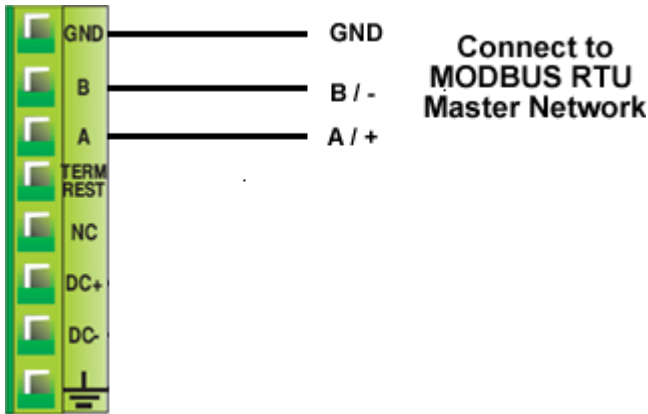 GND GND
B B / -
A A / +
TERM
REST
NC
DC+
DC-
Connect to
MODBUS RTU
Master Network